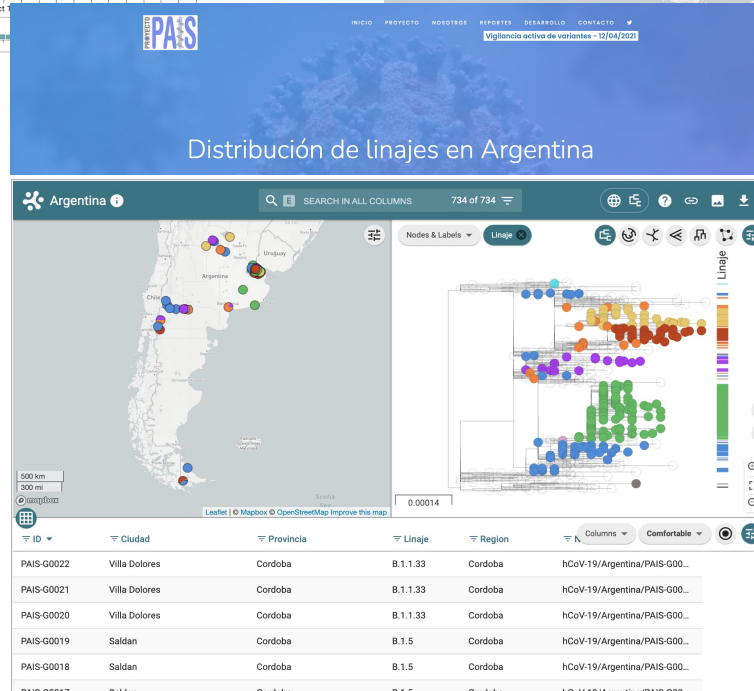 PROYECTO
PAIS
INICIO PROYECTO NOSOTROS REPORTES DESARROLLO CONTACTO
Vigilancia activa de variantes - 12/04/2021
Distribución de linajes en Argentina
Argentina
E SEARCH IN ALL COLUMNS 734 of 734
Nodes & Labels Linaje
Linaje
Uruguay
Argentina
Chile
500 km
300 mi
mapbox
Scotia
Leaflet | © Mapbox © OpenStreetMap Improve this map
0.00014
Columns Comfortable
ID Ciudad Provincia Linaje Region
PAIS-G0022 Villa Dolores Cordoba B.1.1.33 Cordoba hCoV-19/Argentina/PAIS-G00...
PAIS-G0021 Villa Dolores Cordoba B.1.1.33 Cordoba hCoV-19/Argentina/PAIS-G00...
PAIS-G0020 Villa Dolores Cordoba B.1.1.33 Cordoba hCoV-19/Argentina/PAIS-G00...
PAIS-G0019 Saldan Cordoba B.1.5 Cordoba hCoV-19/Argentina/PAIS-G00...
PAIS-G0018 Saldan Cordoba B.1.5 Cordoba hCoV-19/Argentina/PAIS-G00...